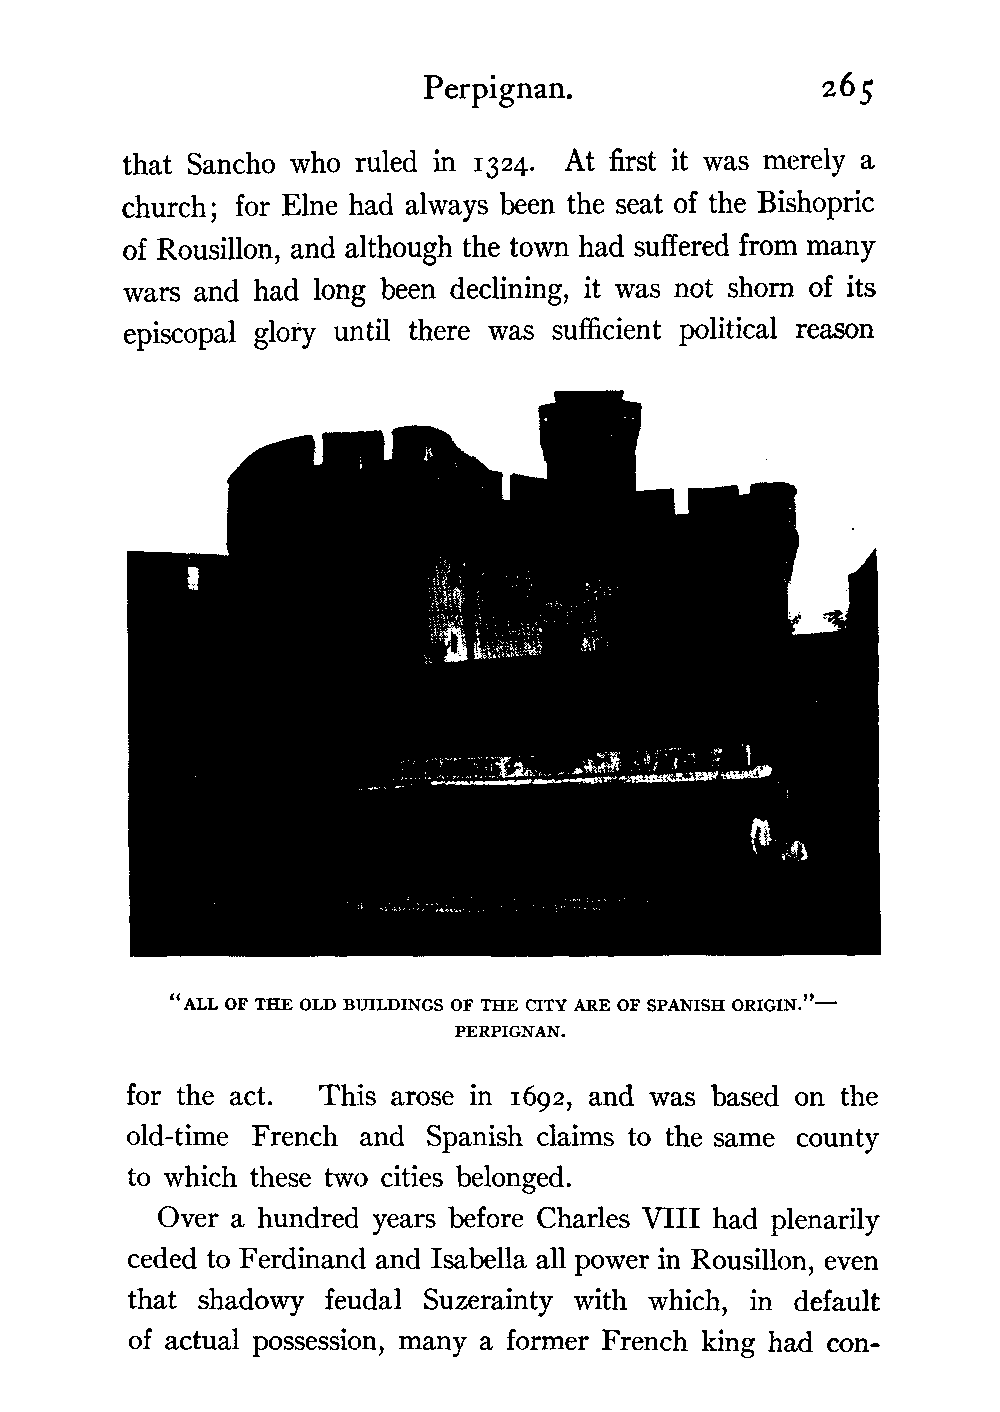 Perpignan. 265
that Sancho who ruled in 1324. At first it was merely a
church; for Elne had always been the seat of the Bishopric
of Rousillon, and although the town had suffered from many
wars and had long been declining, it was not shorn of its
episcopal glory until there was sufficient political reason
"ALL OF THE OLD BUILDINGS OF THE CITY ARE OF SPANISH ORIGIN."—
PERPIGNAN.
for the act. This arose in 1692, and was based on the
old-time French and Spanish claims to the same county
to which these two cities belonged.
Over a hundred years before Charles VIII had plenarily
ceded to Ferdinand and Isabella all power in Rousillon, even
that shadowy feudal Suzerainty with which, in default
of actual possession, many a former French king had con-